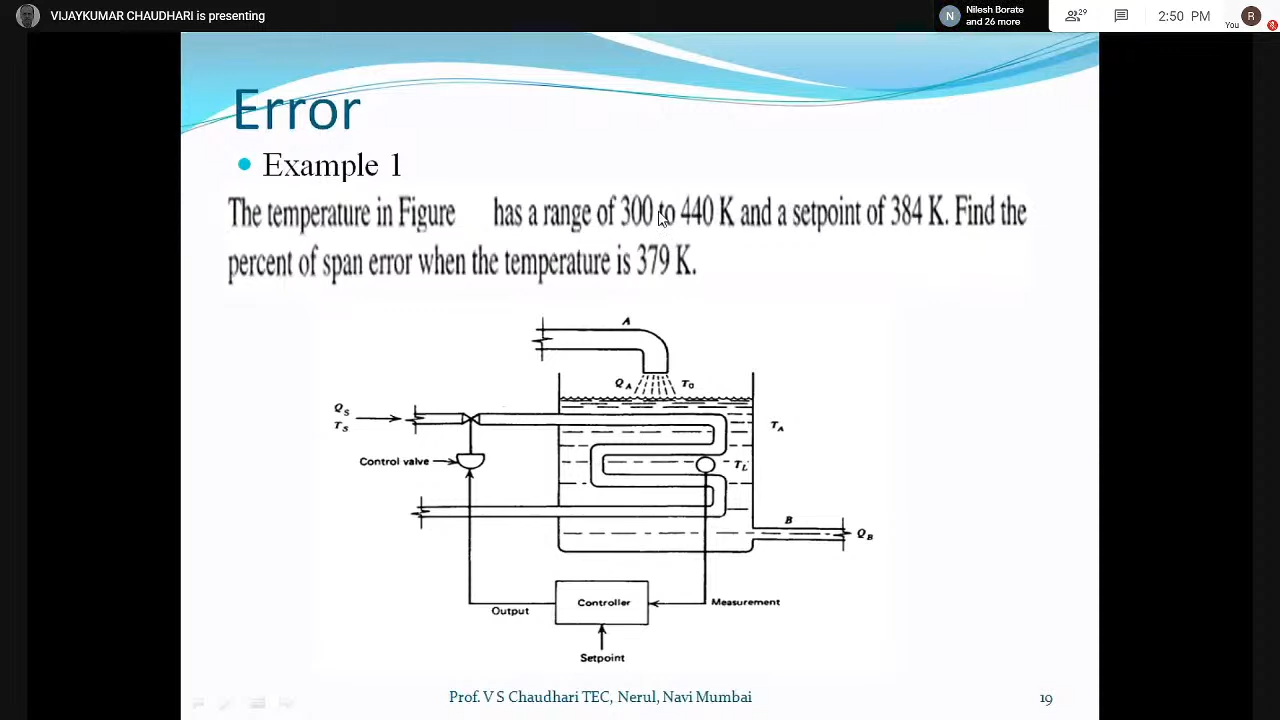 VIJAYKUMAR CHAUDHARI is presenting
N
Nilesh Borate
and 26 more
29
2:50 PM
You
R
Error
Example 1
The temperature in Figure has a range of 300 to 440 K and a setpoint of 384 K. Find the
percent of span error when the temperature is 379 K.
A
QA T0
QS
TS
TA
Control valve
TL
B
QB
Controller
Output
Measurement
Setpoint
Prof. V S Chaudhari TEC, Nerul, Navi Mumbai
19